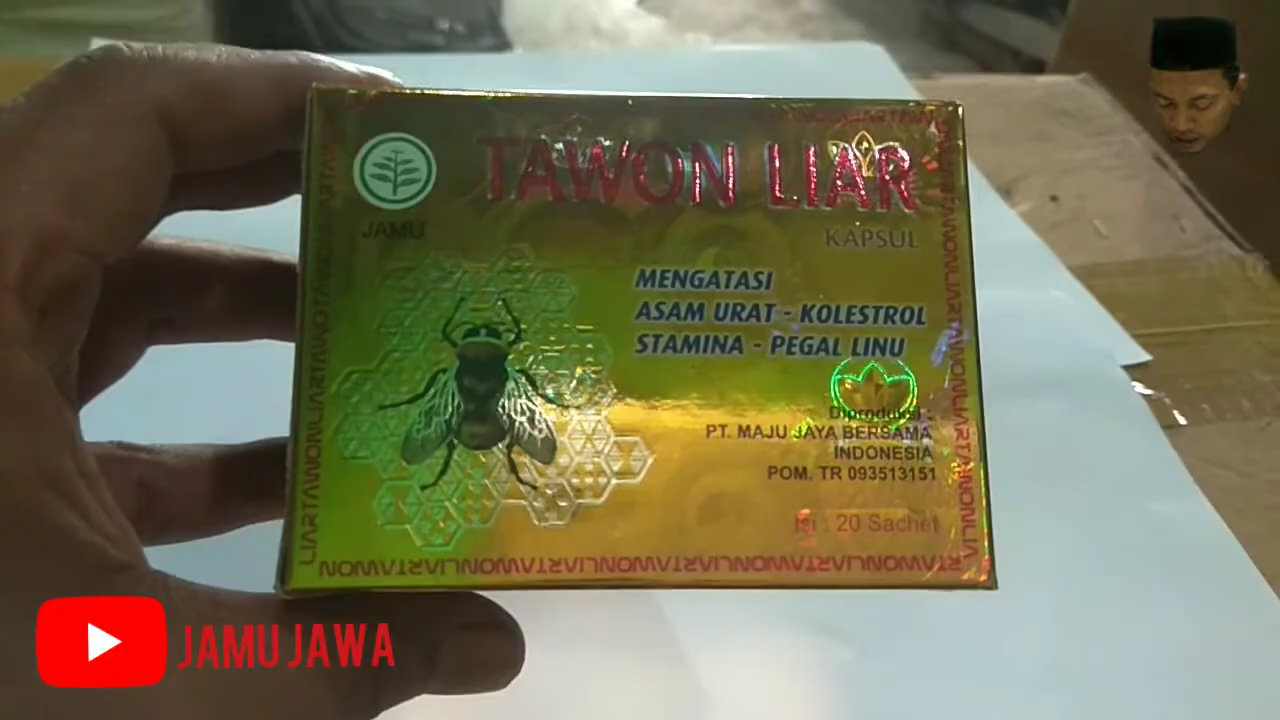 TAWON LIAR
JAMU
KAPSUL
MENGATASI
ASAM URAT - KOLESTROL
STAMINA - PEGAL LINU
Diproduksi :
PT. MAJU JAYA BERSAMA
INDONESIA
POM. TR 093513151
Isi : 20 Sachet
JAMU JAWA